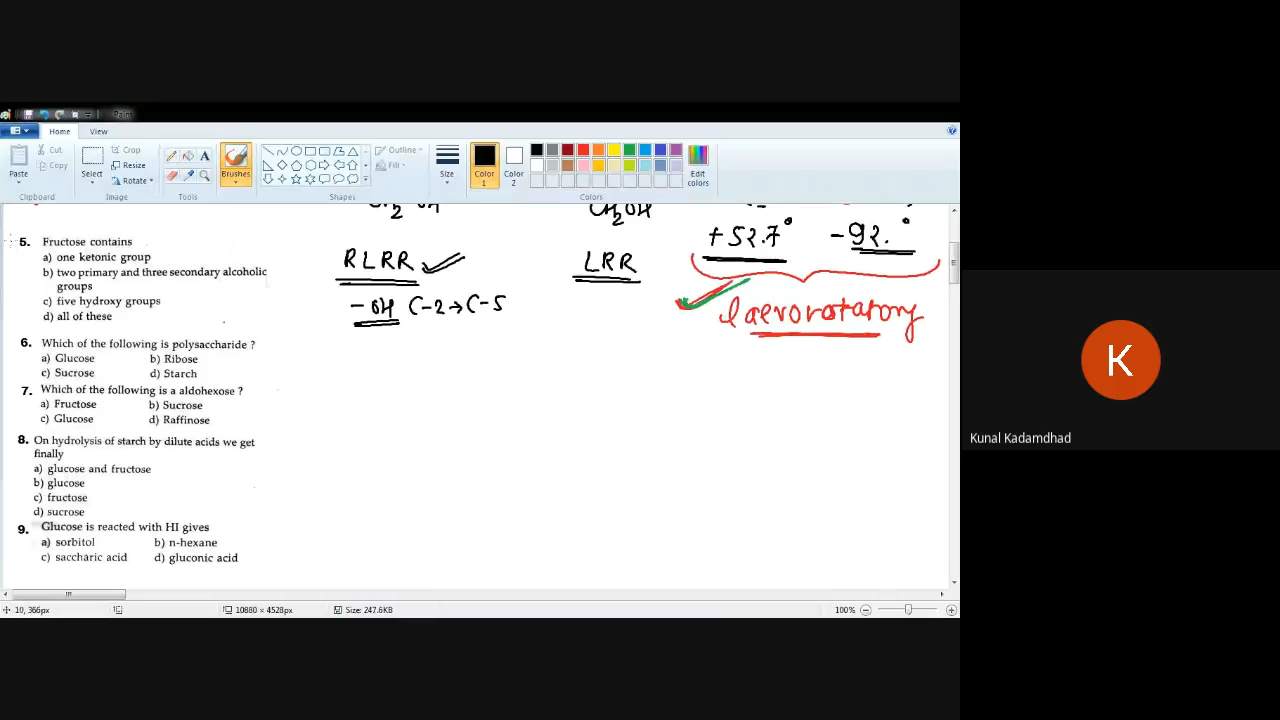 Paint
Home View
Cut
Copy
Paste
Clipboard
Crop
Resize
Rotate
Select
Image
A
Tools
Brushes
Outline
Fill
Shapes
Size
Color 1
Color 2
Edit colors
Colors
CH2 OH
CH2OH
+52.7°
-92.°
RLRR
LRR
-OH C-2→C-5
laevorotatory
5. Fructose contains
a) one ketonic group
b) two primary and three secondary alcoholic
groups
c) five hydroxy groups
d) all of these
6. Which of the following is polysaccharide ?
a) Glucose b) Ribose
c) Sucrose d) Starch
7. Which of the following is a aldohexose ?
a) Fructose b) Sucrose
c) Glucose d) Raffinose
8. On hydrolysis of starch by dilute acids we get
finally
a) glucose and fructose
b) glucose
c) fructose
d) sucrose
9. Glucose is reacted with HI gives
a) sorbitol b) n-hexane
c) saccharic acid d) gluconic acid
10, 366px
10880 × 4528px
Size: 247.6KB
100%
K
Kunal Kadamdhad